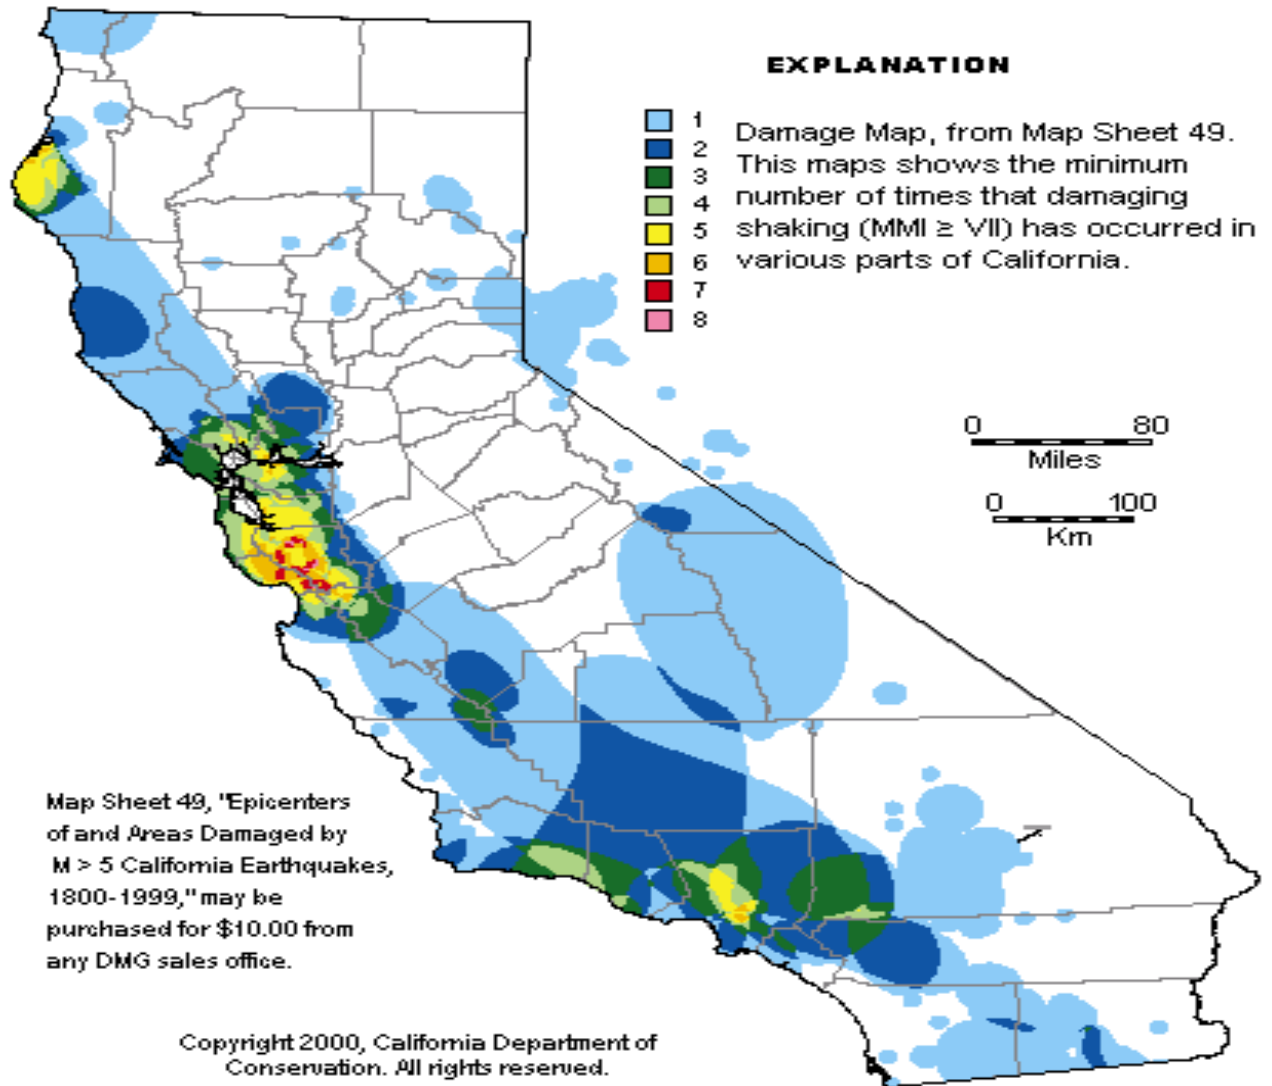 EXPLANATION
1
2
3
4
5
6
7
8
Damage Map, from Map Sheet 49.
This maps shows the minimum
number of times that damaging
shaking (MMI ≥ VII) has occurred in
various parts of California.
0 80
Miles
0 100
Km
Map Sheet 49, "Epicenters
of and Areas Damaged by
M > 5 California Earthquakes,
1800-1999," may be
purchased for $10.00 from
any DMG sales office.
Copyright 2000, California Department of
Conservation. All rights reserved.